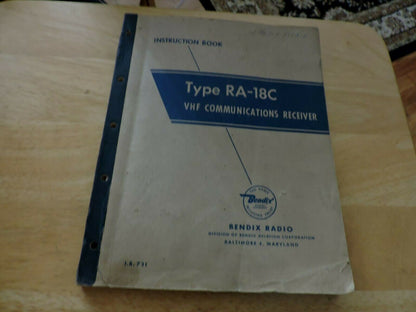 INSTRUCTION BOOK
Type RA-18C
VHF COMMUNICATIONS RECEIVER
Bendix
BENDIX RADIO
DIVISION OF BENDIX AVIATION CORPORATION
BALTIMORE 4, MARYLAND
I.B. 731